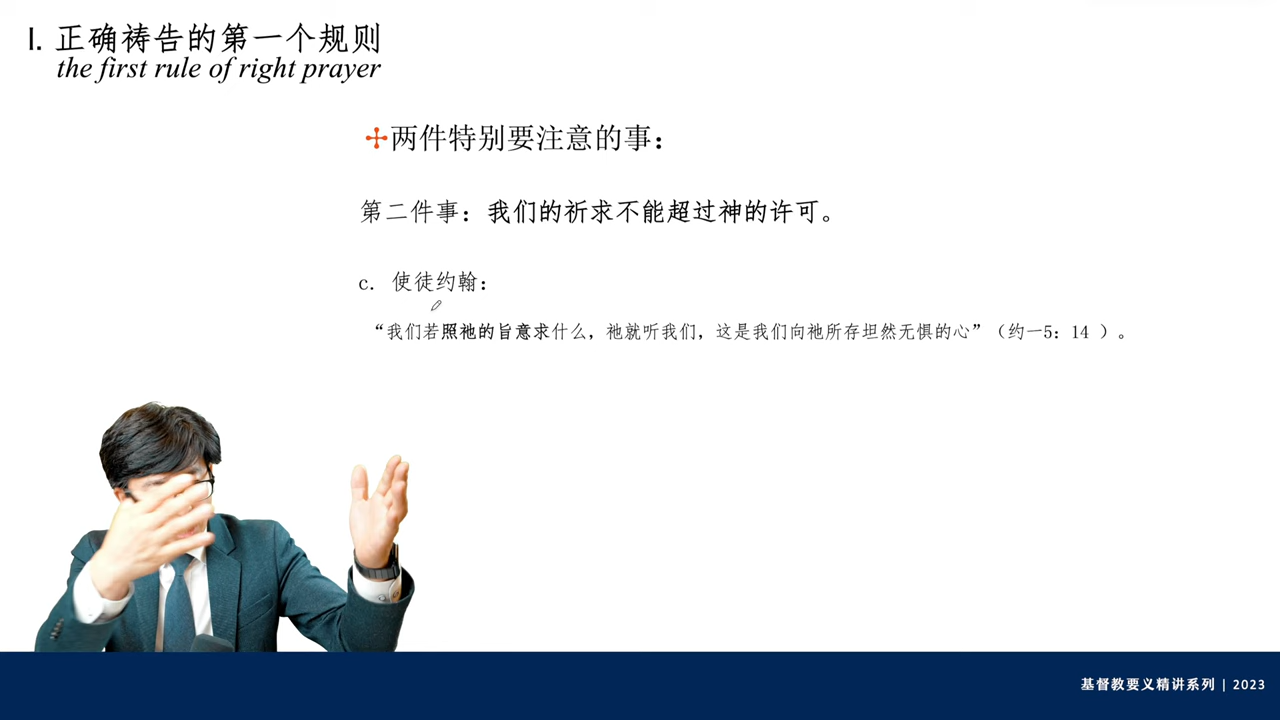 I. 正确祷告的第一个规则
the first rule of right prayer
两件特别要注意的事：
第二件事：我们的祈求不能超过神的许可。
c. 使徒约翰：
“我们若照祂的旨意求什么，祂就听我们，这是我们向祂所存坦然无惧的心”（约一5：14 ）。
基督教要义精讲系列 | 2023